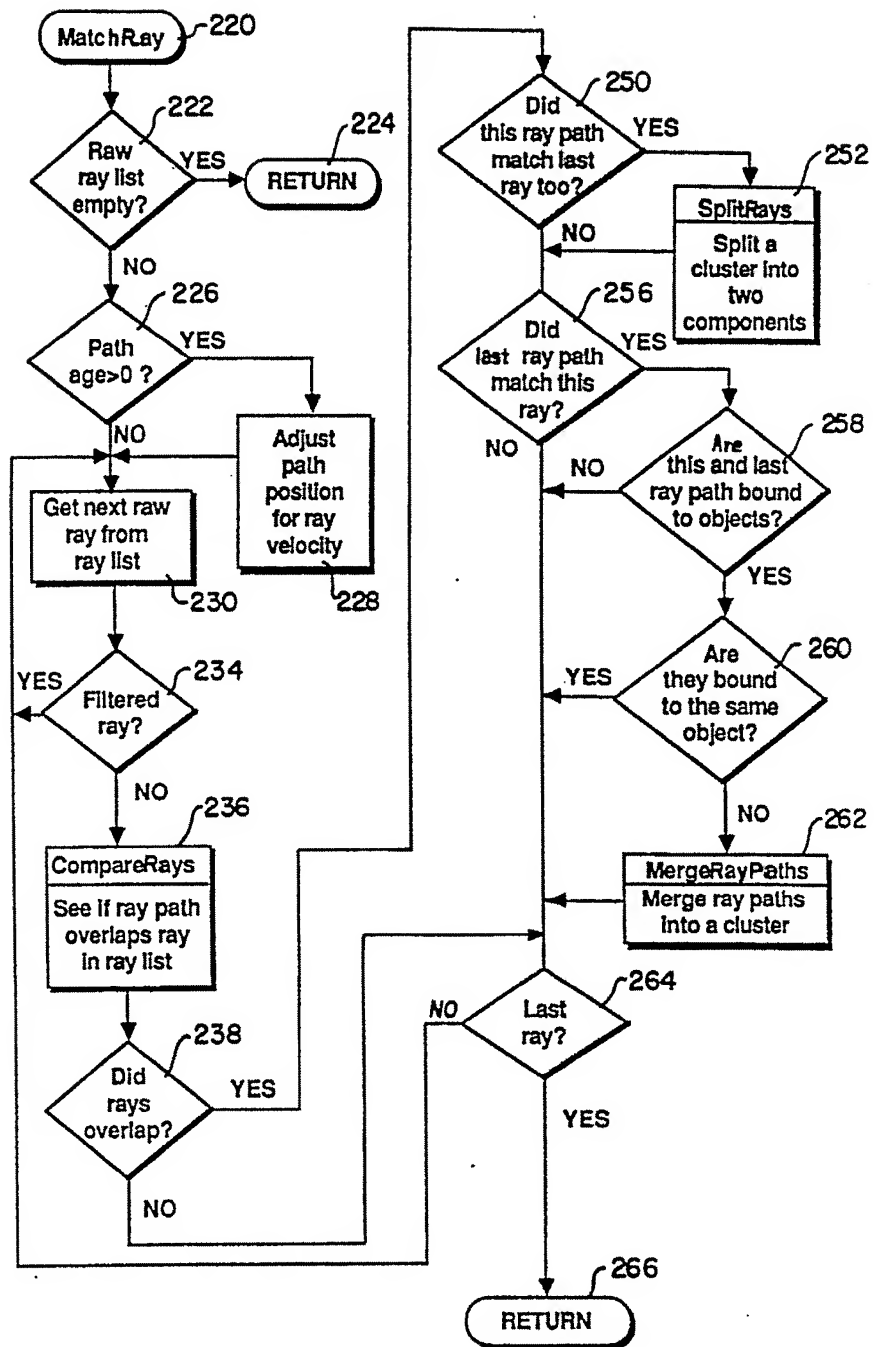 MatchRay
220
222
Raw
ray list
empty?
YES
224
RETURN
NO
226
Path
age>0 ?
YES
NO
Adjust
path
position
for ray
velocity
228
Get next raw
ray from
ray list
230
234
YES
Filtered
ray?
NO
236
CompareRays
See if ray path
overlaps ray
in ray list
238
Did
rays
overlap?
YES
NO
250
Did
this ray path
match last
ray too?
YES
252
SplitRays
Split a
cluster into
two
components
NO
256
Did
last ray path
match this
ray?
YES
NO
258
Are
this and last
ray path bound
to objects?
NO
YES
260
Are
they bound
to the same
object?
YES
NO
262
MergeRayPaths
Merge ray paths
into a cluster
264
Last
ray?
NO
YES
266
RETURN